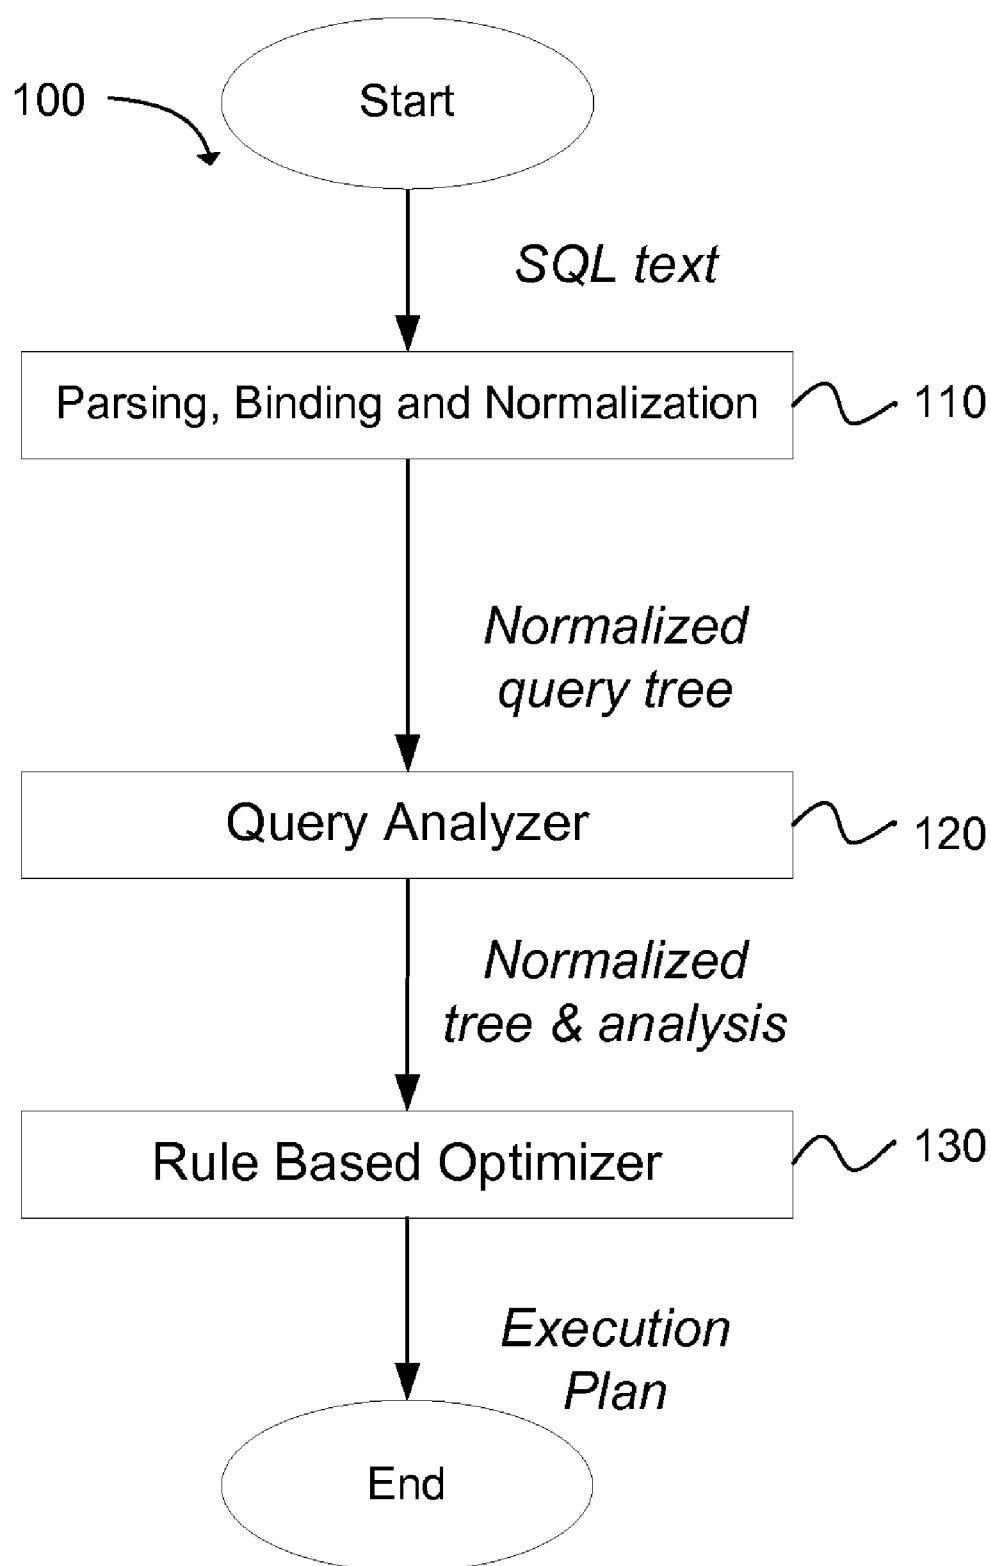 Start
100
SQL text
Parsing, Binding and Normalization
110
Normalized
query tree
Query Analyzer
120
Normalized
tree & analysis
Rule Based Optimizer
130
Execution
Plan
End